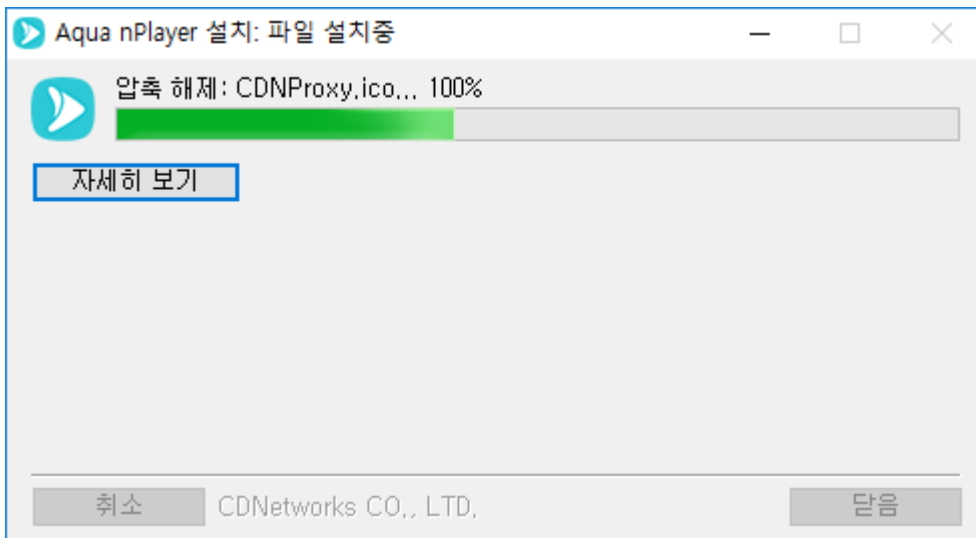 Aqua nPlayer 설치: 파일 설치중
압축 해제: CDNProxy.ico... 100%
자세히 보기
취소 CDNetworks CO., LTD. 닫음